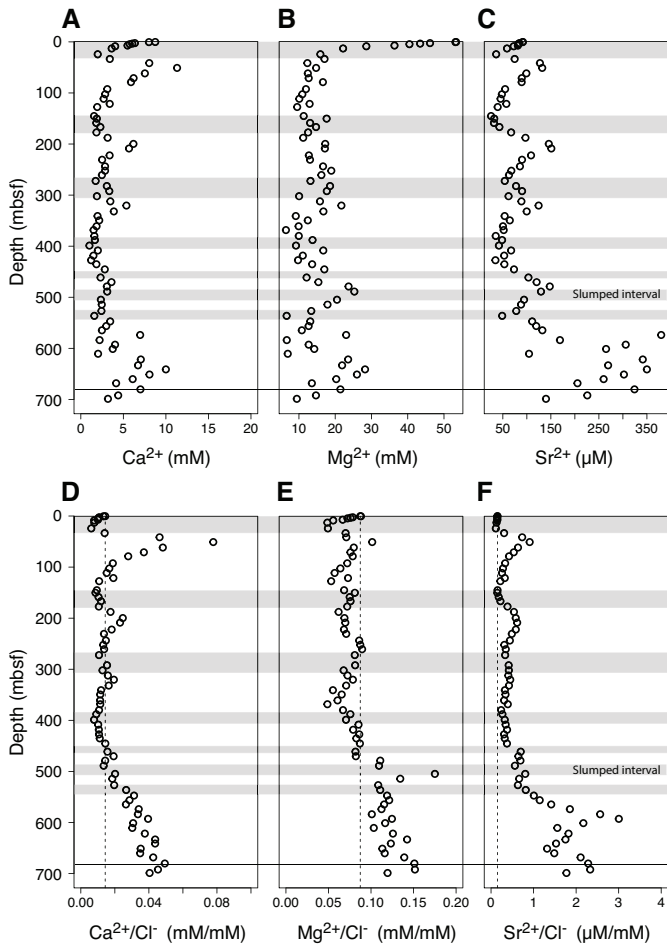 A B C
0
100
200
300
400
500
600
700
Depth (mbsf)
Slumped interval
0 5 10 15 20
10 20 30 40 50
50 150 250 350
Ca²⁺ (mM) Mg²⁺ (mM) Sr²⁺ (µM)
D E F
0
100
200
300
400
500
600
700
Depth (mbsf)
Slumped interval
0.00 0.04 0.08
0.00 0.05 0.10 0.15 0.20
0 1 2 3 4
Ca²⁺/Cl⁻ (mM/mM) Mg²⁺/Cl⁻ (mM/mM) Sr²⁺/Cl⁻ (µM/mM)